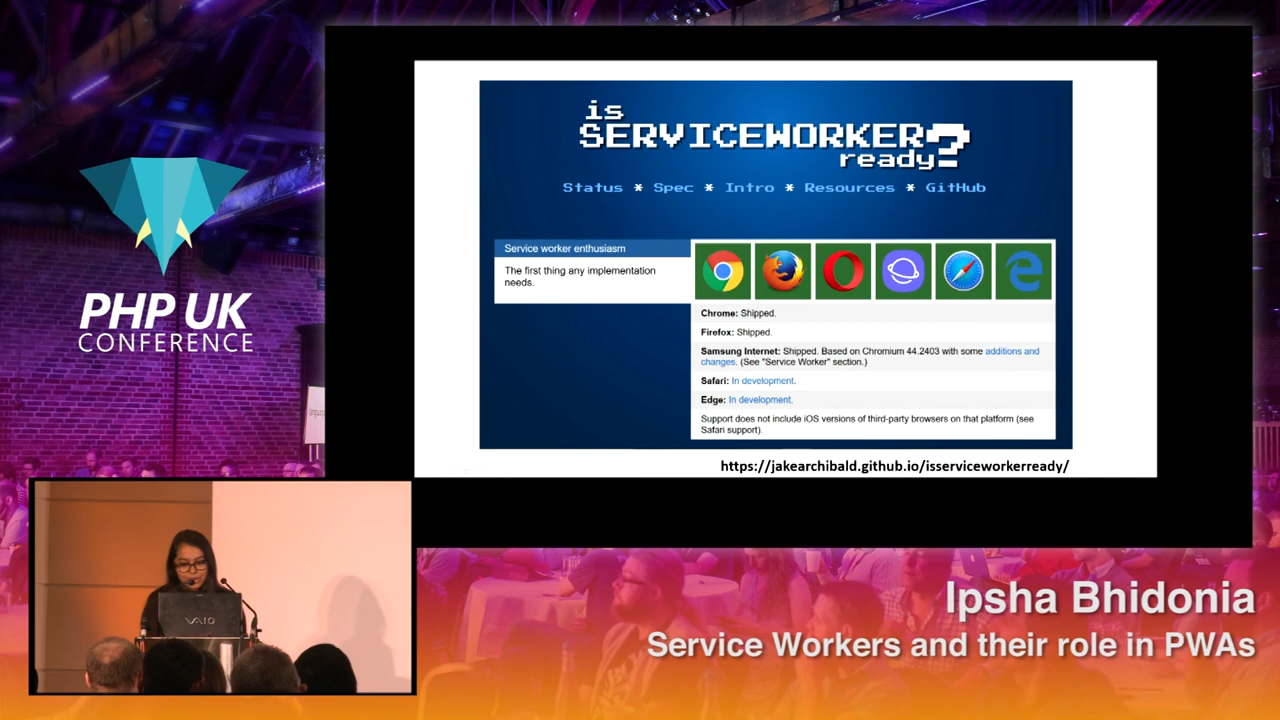 is
SERVICEWORKER
ready?
Status * Spec * Intro * Resources * GitHub
Service worker enthusiasm
The first thing any implementation
needs.
Chrome: Shipped.
Firefox: Shipped.
Samsung Internet: Shipped. Based on Chromium 44.2403 with some additions and
changes. (See "Service Worker" section.)
Safari: In development.
Edge: In development.
Support does not include iOS versions of third-party browsers on that platform (see
Safari support).
https://jakearchibald.github.io/isserviceworkerready/
PHP UK
CONFERENCE
VAIO
Ipsha Bhidonia
Service Workers and their role in PWAs